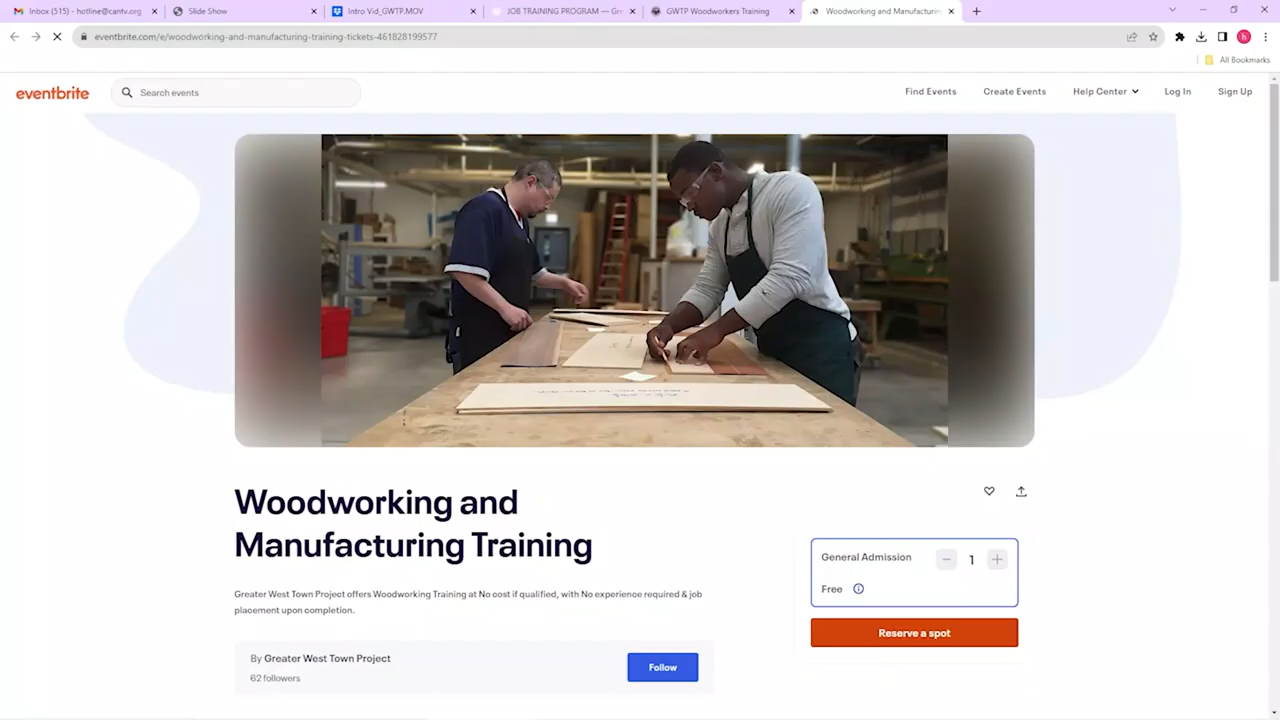 Inbox (515) - hotline@cantv.org
Slide Show
Intro Vid_GWTP.MOV
JOB TRAINING PROGRAM — Gre
GWTP Woodworkers Training
Woodworking and Manufacturin
eventbrite.com/e/woodworking-and-manufacturing-training-tickets-461828199577
h
All Bookmarks
eventbrite
Search events
Find Events
Create Events
Help Center
Log In
Sign Up
Woodworking and
Manufacturing Training
General Admission
1
Free
Greater West Town Project offers Woodworking Training at No cost if qualified, with No experience required & job
placement upon completion.
Reserve a spot
By Greater West Town Project
62 followers
Follow